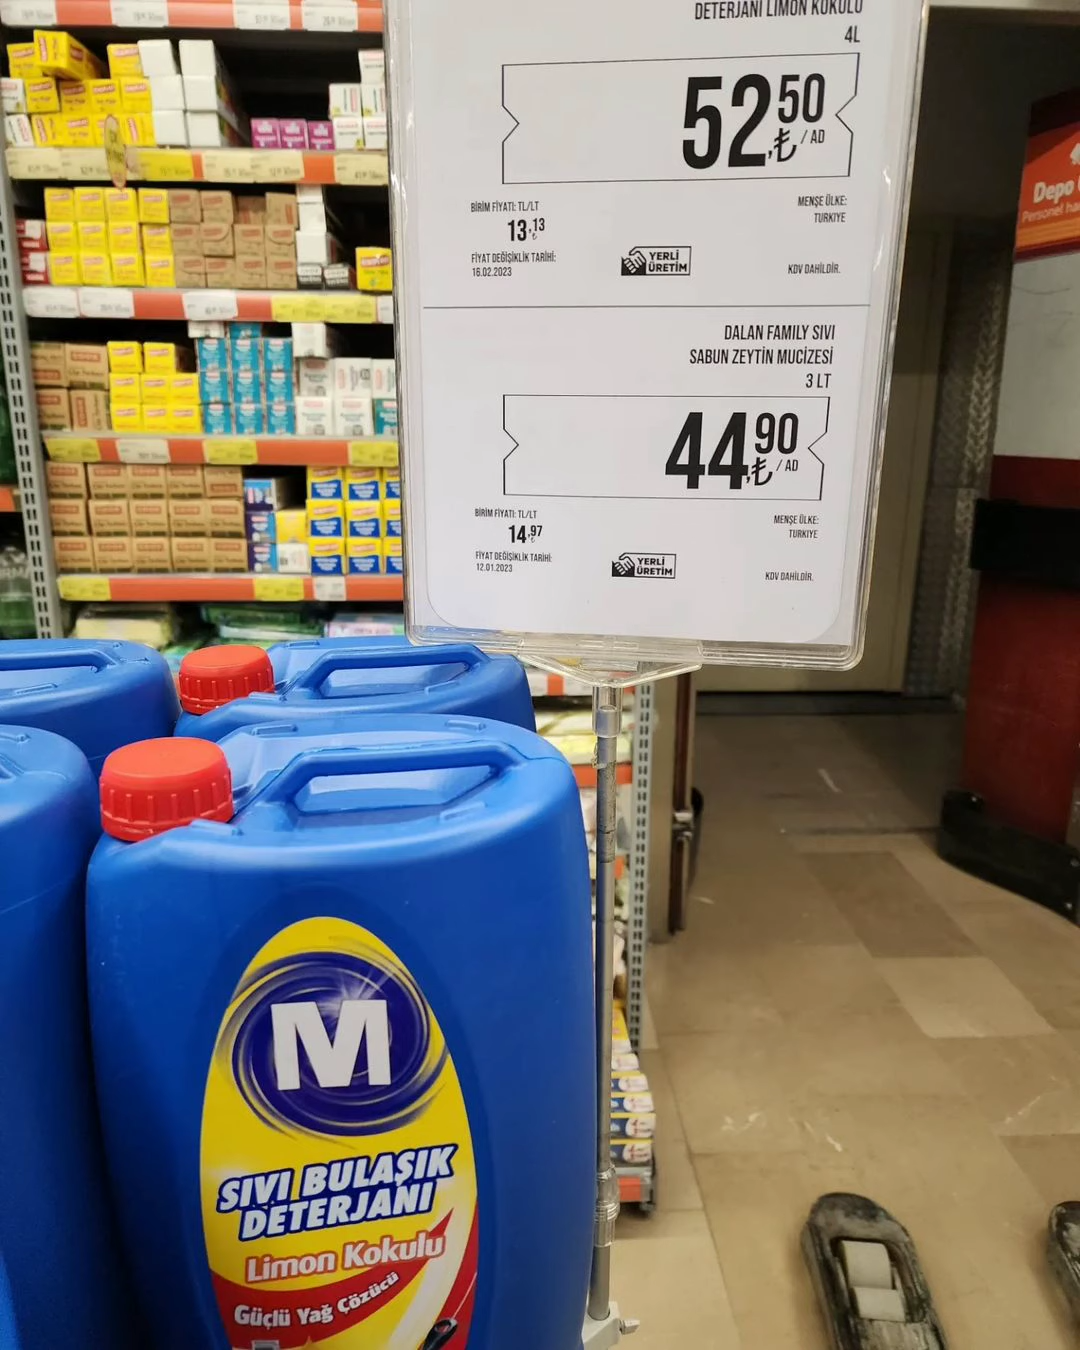 DETERJANI LIMON KOKULU
4L
52,50 ₺ / AD
BİRİM FİYATI: TL/LT
13,13 ₺
FİYAT DEĞİŞİKLİK TARİHİ:
16.02.2023
YERLİ
ÜRETİM
MENŞE ÜLKE:
TURKIYE
KDV DAHİLDİR.
DALAN FAMILY SIVI
SABUN ZEYTİN MUCİZESİ
3 LT
44,90 ₺ / AD
BİRİM FİYATI: TL/LT
14,97 ₺
FİYAT DEĞİŞİKLİK TARİHİ:
12.01.2023
YERLİ
ÜRETİM
MENŞE ÜLKE:
TURKIYE
KDV DAHİLDİR.
Depo
Personel
M
SIVI BULAŞIK
DETERJANI
Limon Kokulu
Güçlü Yağ Çözücü